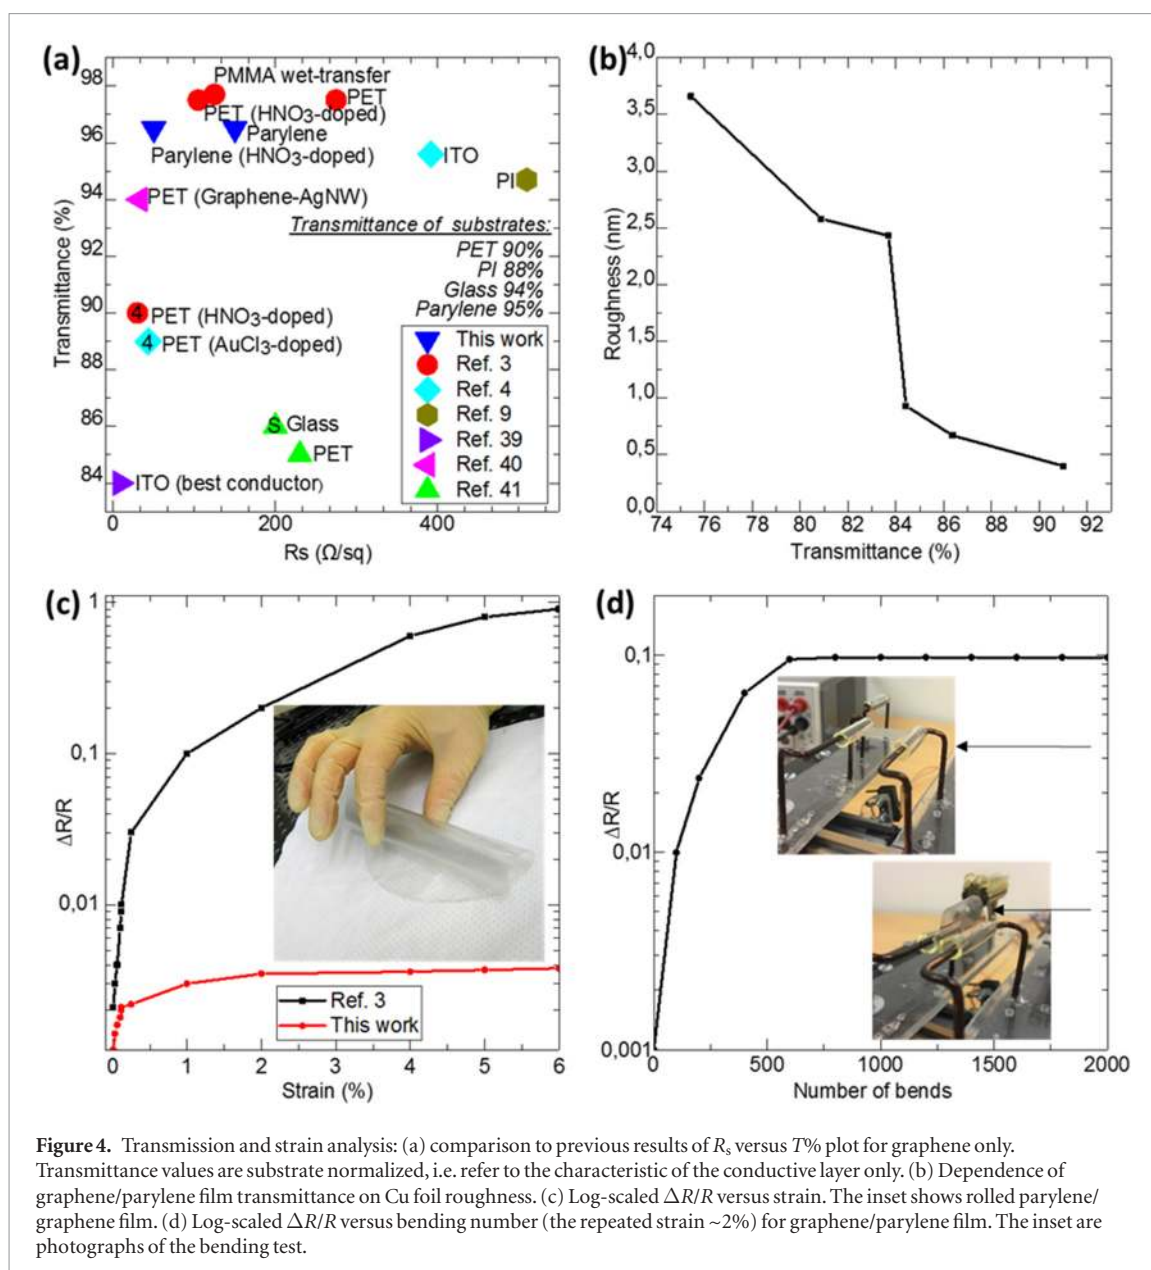 (a)
98
96
94
92
90
88
86
84
Transmittance (%)
PMMA wet-transfer
PET
PET (HNO3-doped)
Parylene
Parylene (HNO3-doped)
ITO
PI
PET (Graphene-AgNW)
Transmittance of substrates:
PET 90%
PI 88%
Glass 94%
Parylene 95%
4 PET (HNO3-doped)
4 PET (AuCl3-doped)
S Glass
PET
ITO (best conductor)
This work
Ref. 3
Ref. 4
Ref. 9
Ref. 39
Ref. 40
Ref. 41
0 200 400
Rs (Ω/sq)
(b)
4,0
3,5
3,0
2,5
2,0
1,5
1,0
0,5
0,0
Roughness (nm)
74 76 78 80 82 84 86 88 90 92
Transmittance (%)
(c)
1
0,1
0,01
ΔR/R
Ref. 3
This work
0 1 2 3 4 5 6
Strain (%)
(d)
0,1
0,01
0,001
ΔR/R
0 500 1000 1500 2000
Number of bends
Figure 4. Transmission and strain analysis: (a) comparison to previous results of Rs versus T% plot for graphene only.
Transmittance values are substrate normalized, i.e. refer to the characteristic of the conductive layer only. (b) Dependence of
graphene/parylene film transmittance on Cu foil roughness. (c) Log-scaled ΔR/R versus strain. The inset shows rolled parylene/
graphene film. (d) Log-scaled ΔR/R versus bending number (the repeated strain ~2%) for graphene/parylene film. The inset are
photographs of the bending test.